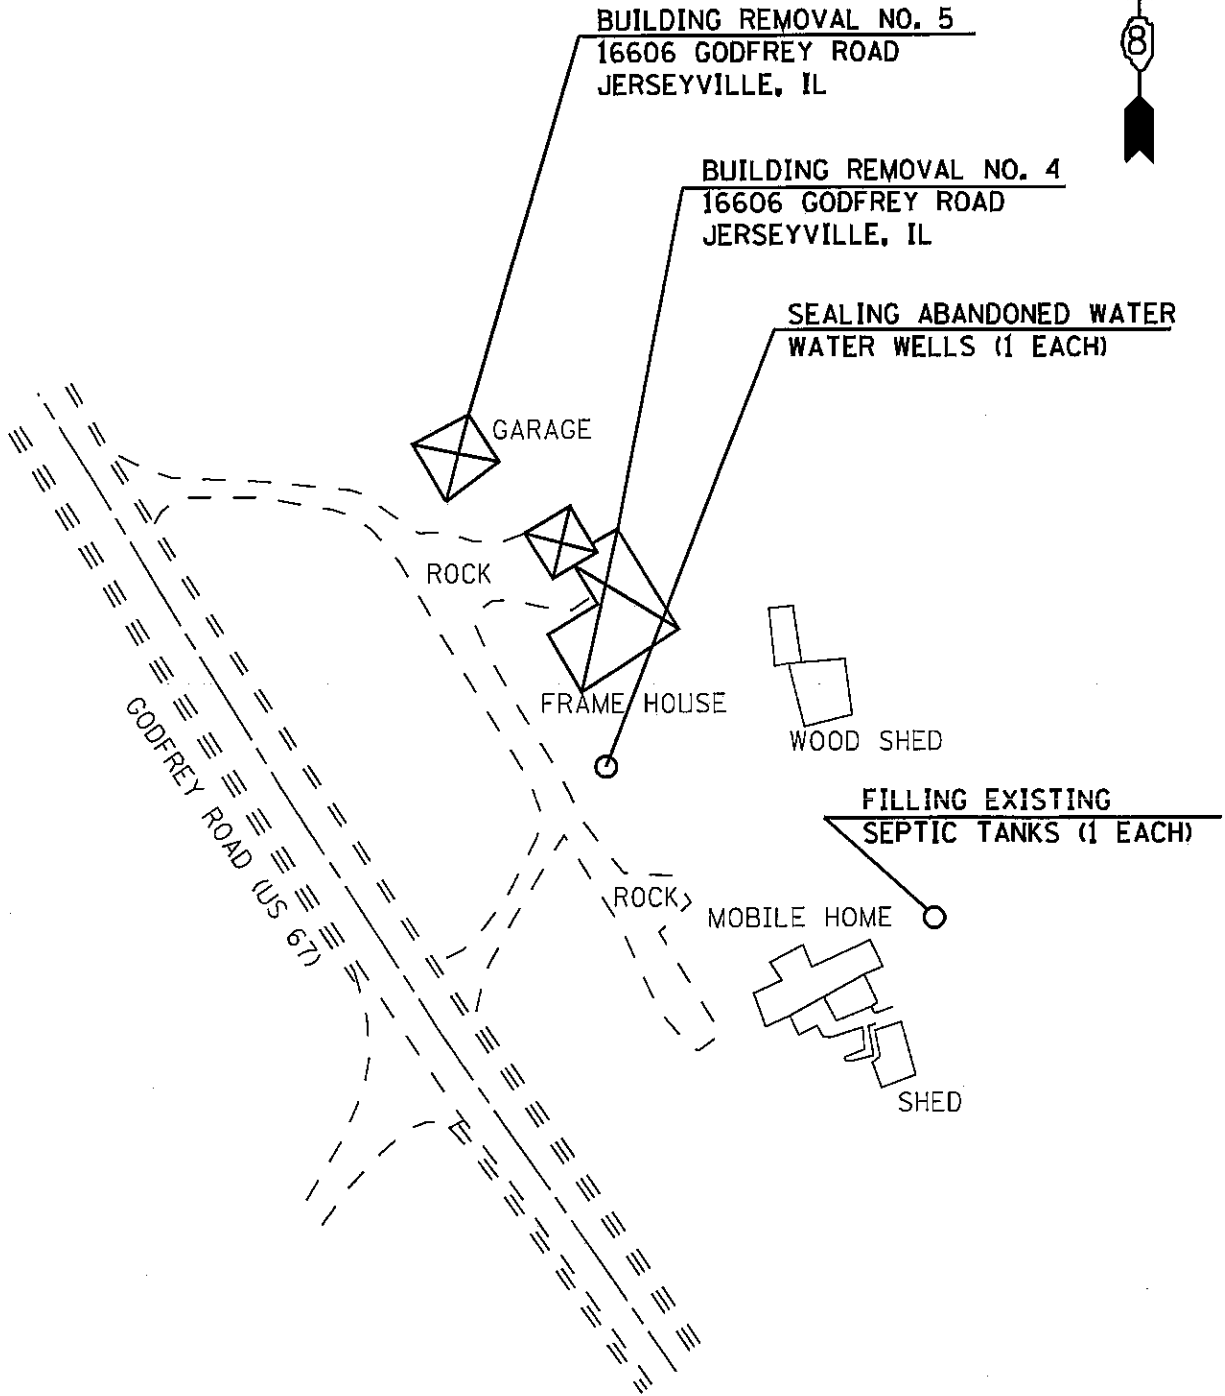 BUILDING REMOVAL NO. 5
16606 GODFREY ROAD
JERSEYVILLE, IL
8
BUILDING REMOVAL NO. 4
16606 GODFREY ROAD
JERSEYVILLE, IL
SEALING ABANDONED WATER
WATER WELLS (1 EACH)
GARAGE
ROCK
FRAME HOUSE
WOOD SHED
GODFREY ROAD (US 67)
FILLING EXISTING
SEPTIC TANKS (1 EACH)
ROCK
MOBILE HOME
SHED